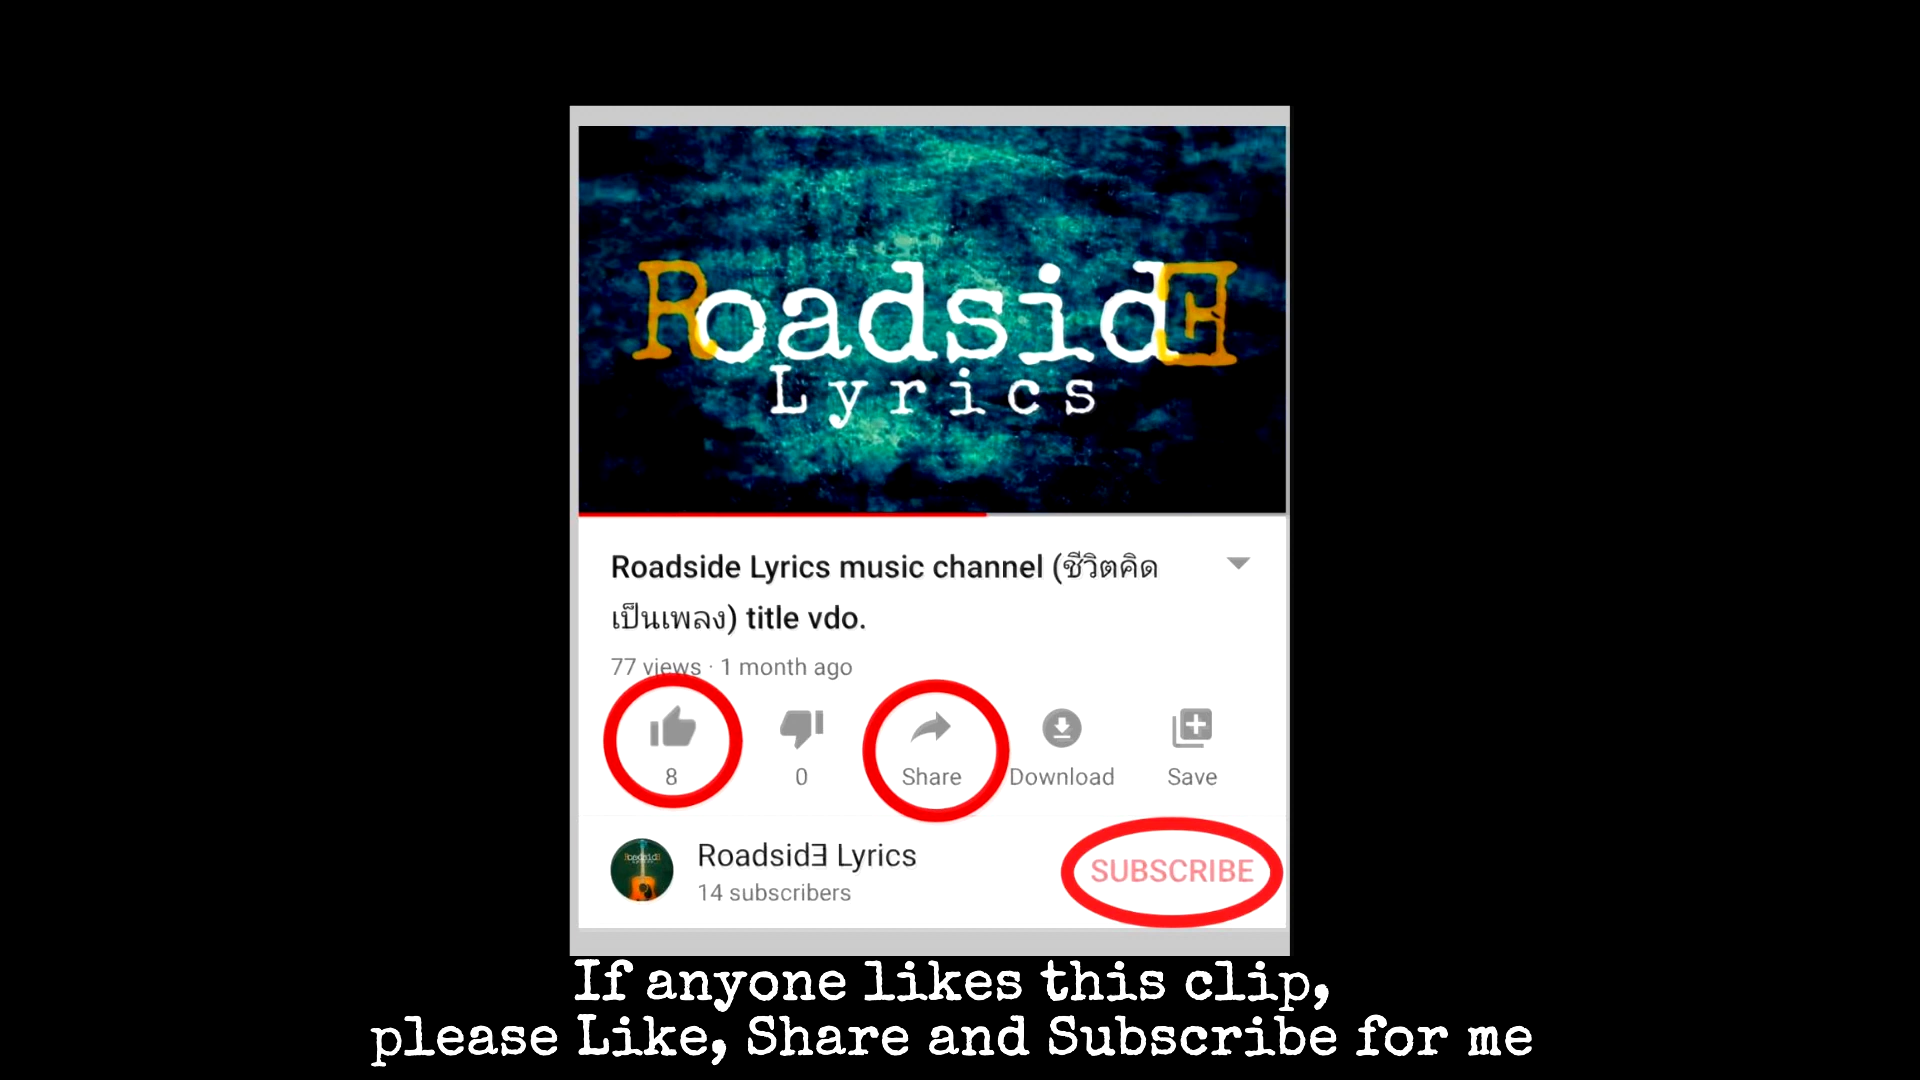 RoadsidƎ
Lyrics
Roadside Lyrics music channel (ชีวิตคิด
เป็นเพลง) title vdo.
77 views · 1 month ago
8
0
Share
Download
Save
RoadsidƎ Lyrics
14 subscribers
SUBSCRIBE
If anyone likes this clip,
please Like, Share and Subscribe for me